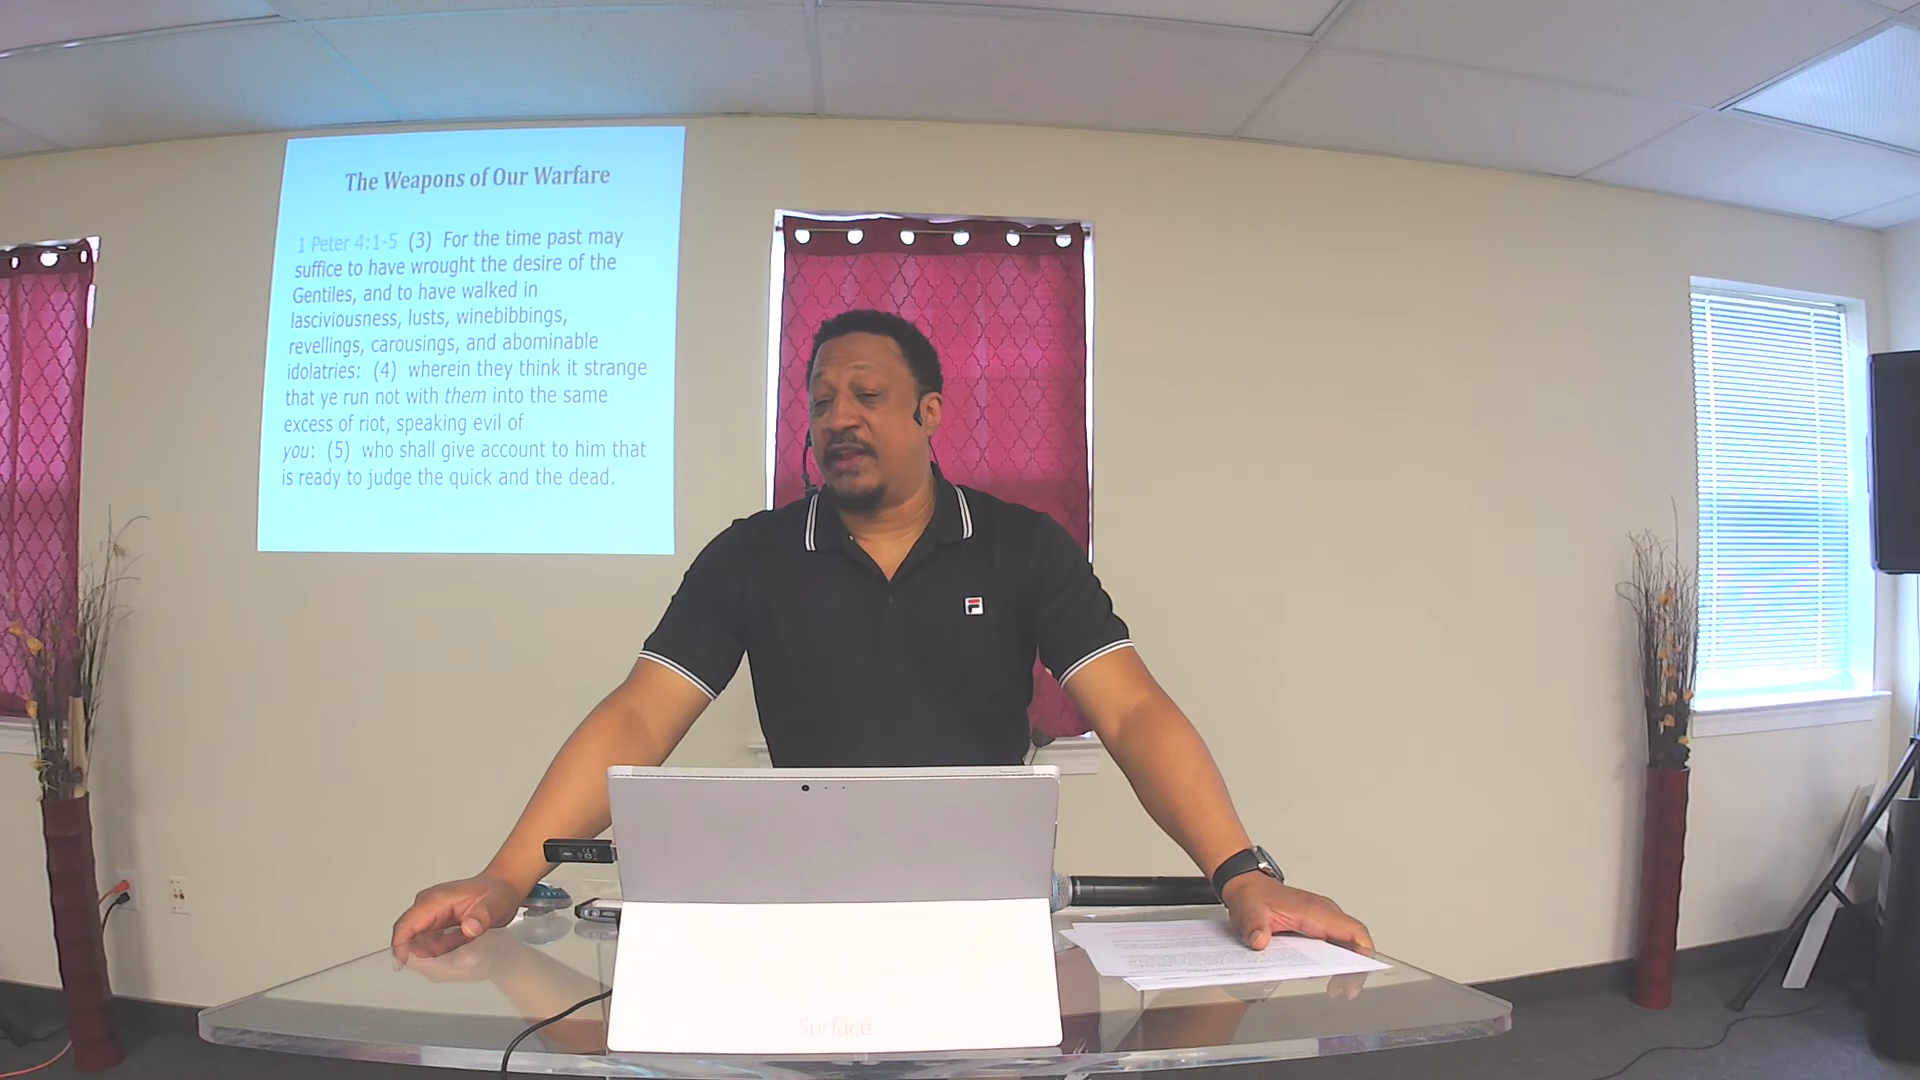 The Weapons of Our Warfare
1 Peter 4:1-5 (3) For the time past may
suffice to have wrought the desire of the
Gentiles, and to have walked in
lasciviousness, lusts, winebibbings,
revellings, carousings, and abominable
idolatries: (4) wherein they think it strange
that ye run not with them into the same
excess of riot, speaking evil of
you: (5) who shall give account to him that
is ready to judge the quick and the dead.
Surface